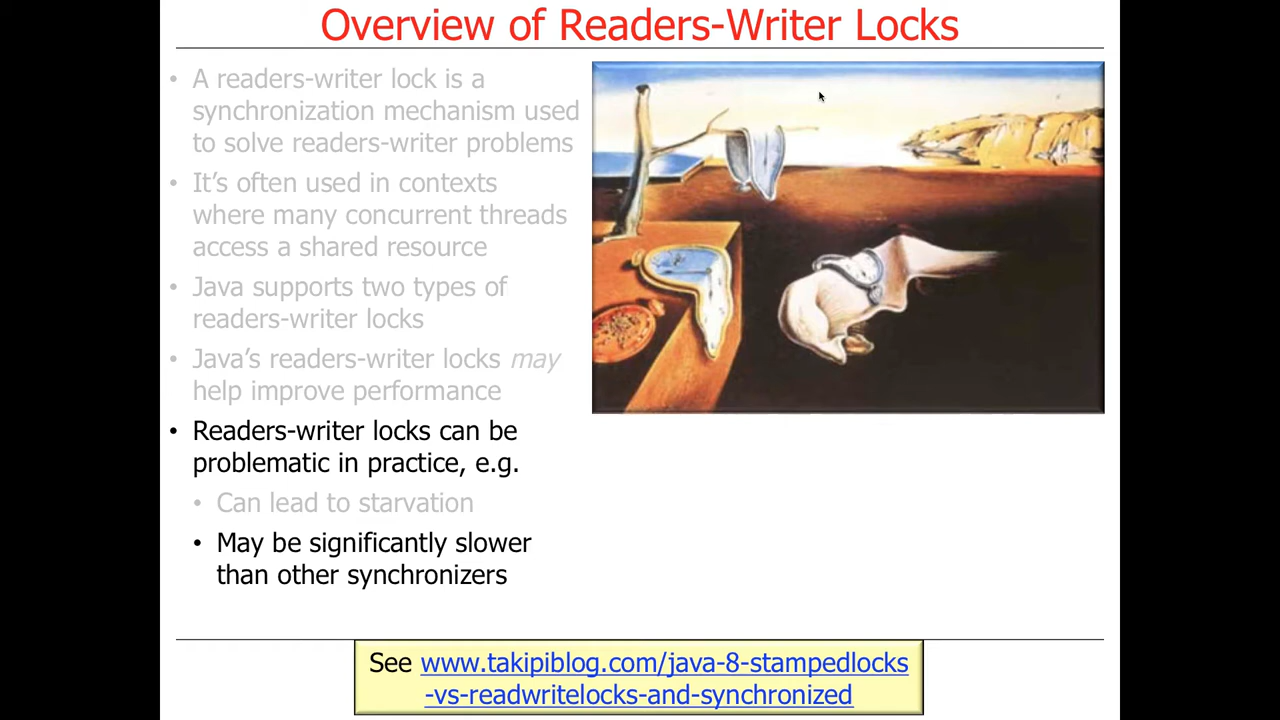 Overview of Readers-Writer Locks
• A readers-writer lock is a
synchronization mechanism used
to solve readers-writer problems
• It’s often used in contexts
where many concurrent threads
access a shared resource
• Java supports two types of
readers-writer locks
• Java’s readers-writer locks may
help improve performance
• Readers-writer locks can be
problematic in practice, e.g.
• Can lead to starvation
• May be significantly slower
than other synchronizers
See www.takipiblog.com/java-8-stampedlocks
-vs-readwritelocks-and-synchronized